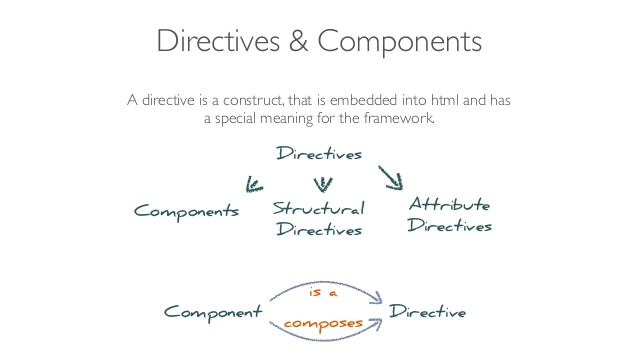 Directives & Components
A directive is a construct, that is embedded into html and has
a special meaning for the framework.
Directives
Components
Structural
Directives
Attribute
Directives
is a
Component
Directive
composes